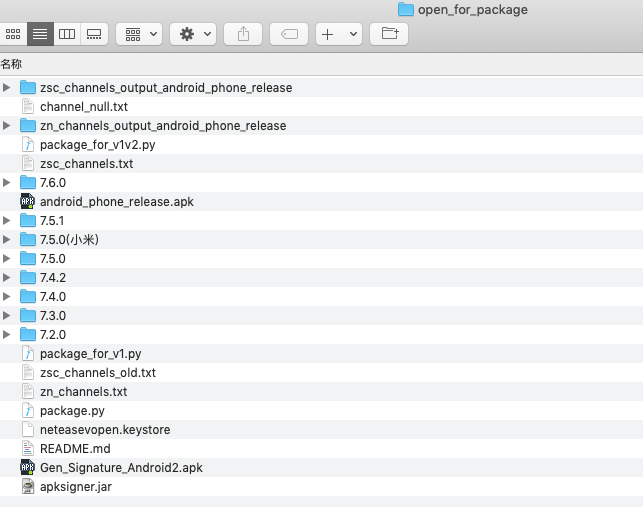 open_for_package
名称
zsc_channels_output_android_phone_release
channel_null.txt
zn_channels_output_android_phone_release
package_for_v1v2.py
zsc_channels.txt
7.6.0
android_phone_release.apk
7.5.1
7.5.0(小米)
7.5.0
7.4.2
7.4.0
7.3.0
7.2.0
package_for_v1.py
zsc_channels_old.txt
zn_channels.txt
package.py
neteasevopen.keystore
README.md
Gen_Signature_Android2.apk
apksigner.jar